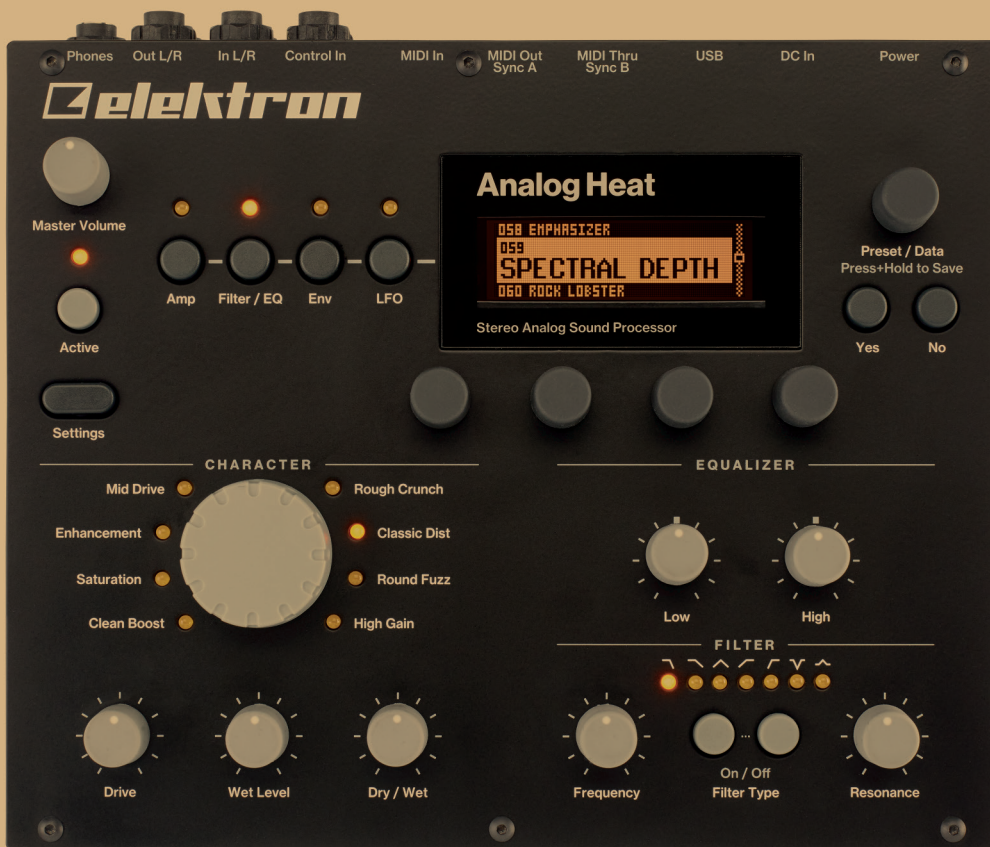 Phones Out L/R In L/R Control In MIDI In MIDI Out MIDI Thru USB DC In Power
Sync A Sync B
elektron
Analog Heat
058 EMPHASIZER
059
SPECTRAL DEPTH
060 ROCK LOBSTER
Stereo Analog Sound Processor
Master Volume
Amp Filter / EQ Env LFO
Preset / Data
Press+Hold to Save
Active
Yes No
Settings
CHARACTER
Mid Drive Rough Crunch
Enhancement Classic Dist
Saturation Round Fuzz
Clean Boost High Gain
EQUALIZER
Low High
FILTER
Drive Wet Level Dry / Wet
On / Off
Frequency Filter Type Resonance